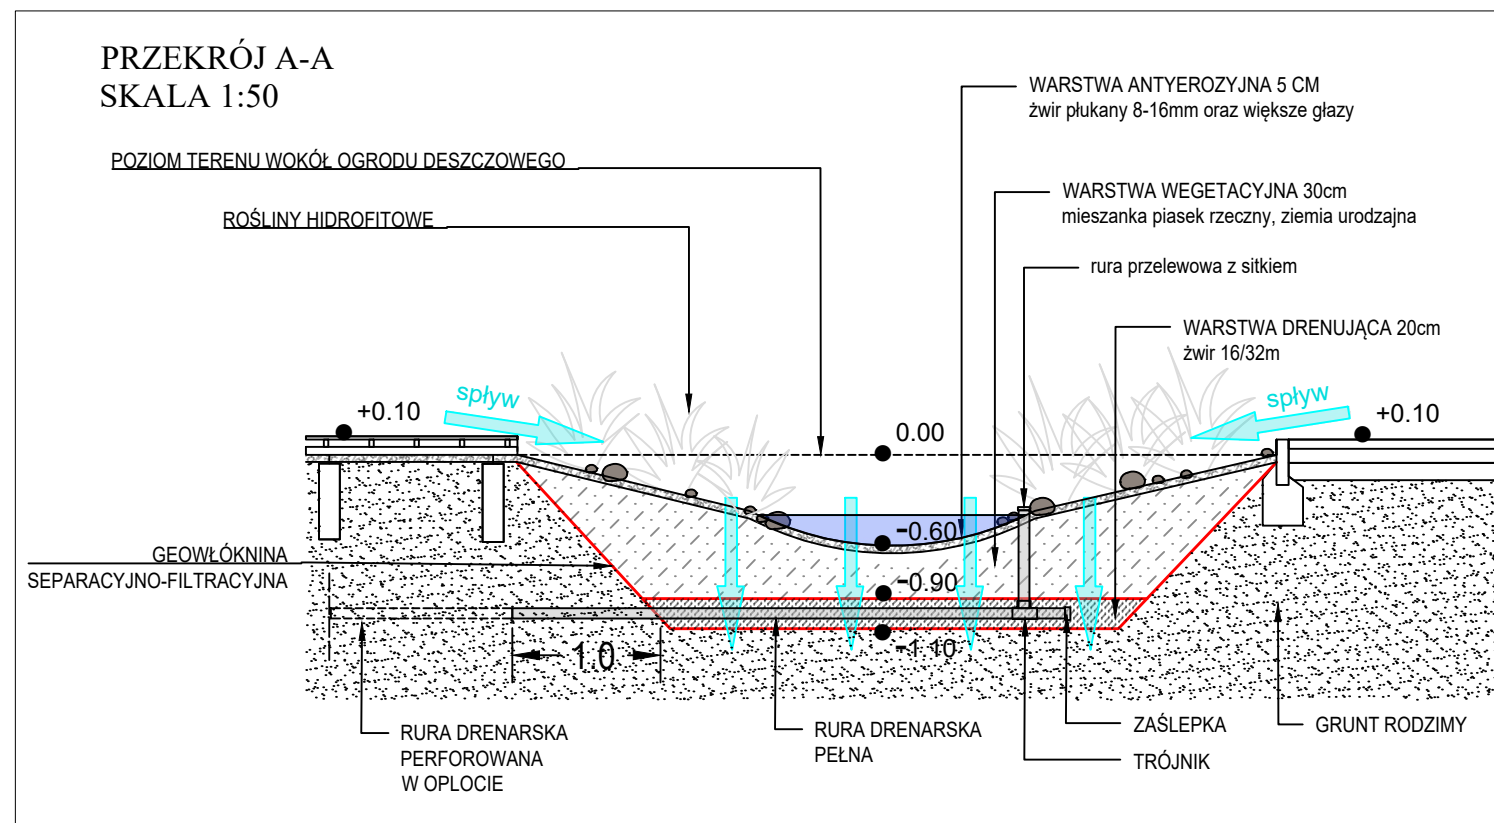 PRZEKRÓJ A-A
SKALA 1:50
WARSTWA ANTYEROZYJNA 5 CM
żwir płukany 8-16mm oraz większe głazy
POZIOM TERENU WOKÓŁ OGRODU DESZCZOWEGO
WARSTWA WEGETACYJNA 30cm
mieszanka piasek rzeczny, ziemia urodzajna
ROŚLINY HIDROFITOWE
rura przelewowa z sitkiem
WARSTWA DRENUJĄCA 20cm
żwir 16/32m
spływ
spływ
+0.10
0.00
+0.10
-0.60
GEOWŁÓKNINA
SEPARACYJNO-FILTRACYJNA
-0.90
-1.10
1.0
RURA DRENARSKA
PERFOROWANA
W OPLOCIE
RURA DRENARSKA
PEŁNA
ZAŚLEPKA
TRÓJNIK
GRUNT RODZIMY